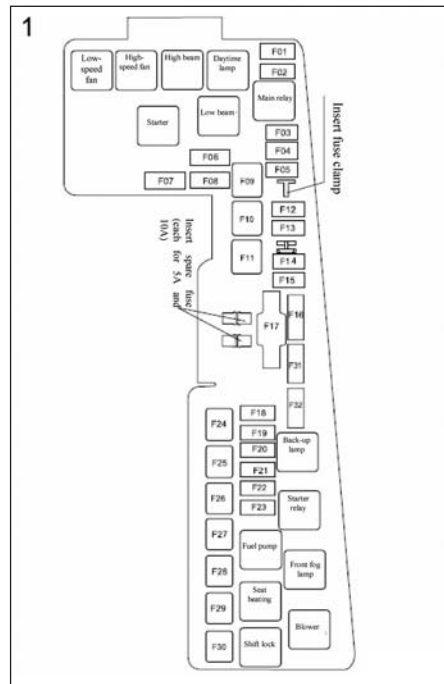 1
Low-
speed
fan
High-
speed fan
High beam
Daytime
lamp
F01
F02
Main relay
Starter
Low beam
F03
F04
F05
Insert fuse clamp
F06
F07
F08
F09
F10
F11
F12
F13
F14
F15
Insert spare fuse
(each for 5A and
10A)
F16
F17
F31
F32
F18
F19
F20
F21
F22
F23
F24
F25
F26
F27
F28
F29
F30
Back-up
lamp
Starter
relay
Fuel pump
Front fog
lamp
Seat
heating
Blower
Shift lock